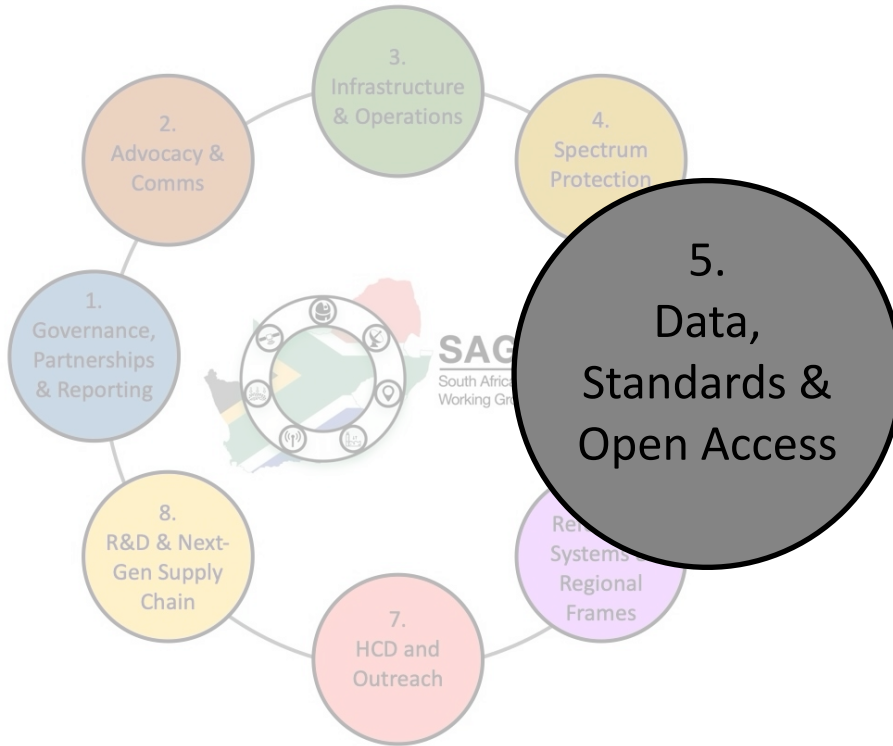 3.
Infrastructure
& Operations
2.
Advocacy &
Comms
4.
Spectrum
Protection
1.
Governance,
Partnerships
& Reporting
SAG
South Africa
Working Gr
5.
Data,
Standards &
Open Access
8.
R&D & Next-
Gen Supply
Chain
Systems
Regional
Frames
7.
HCD and
Outreach